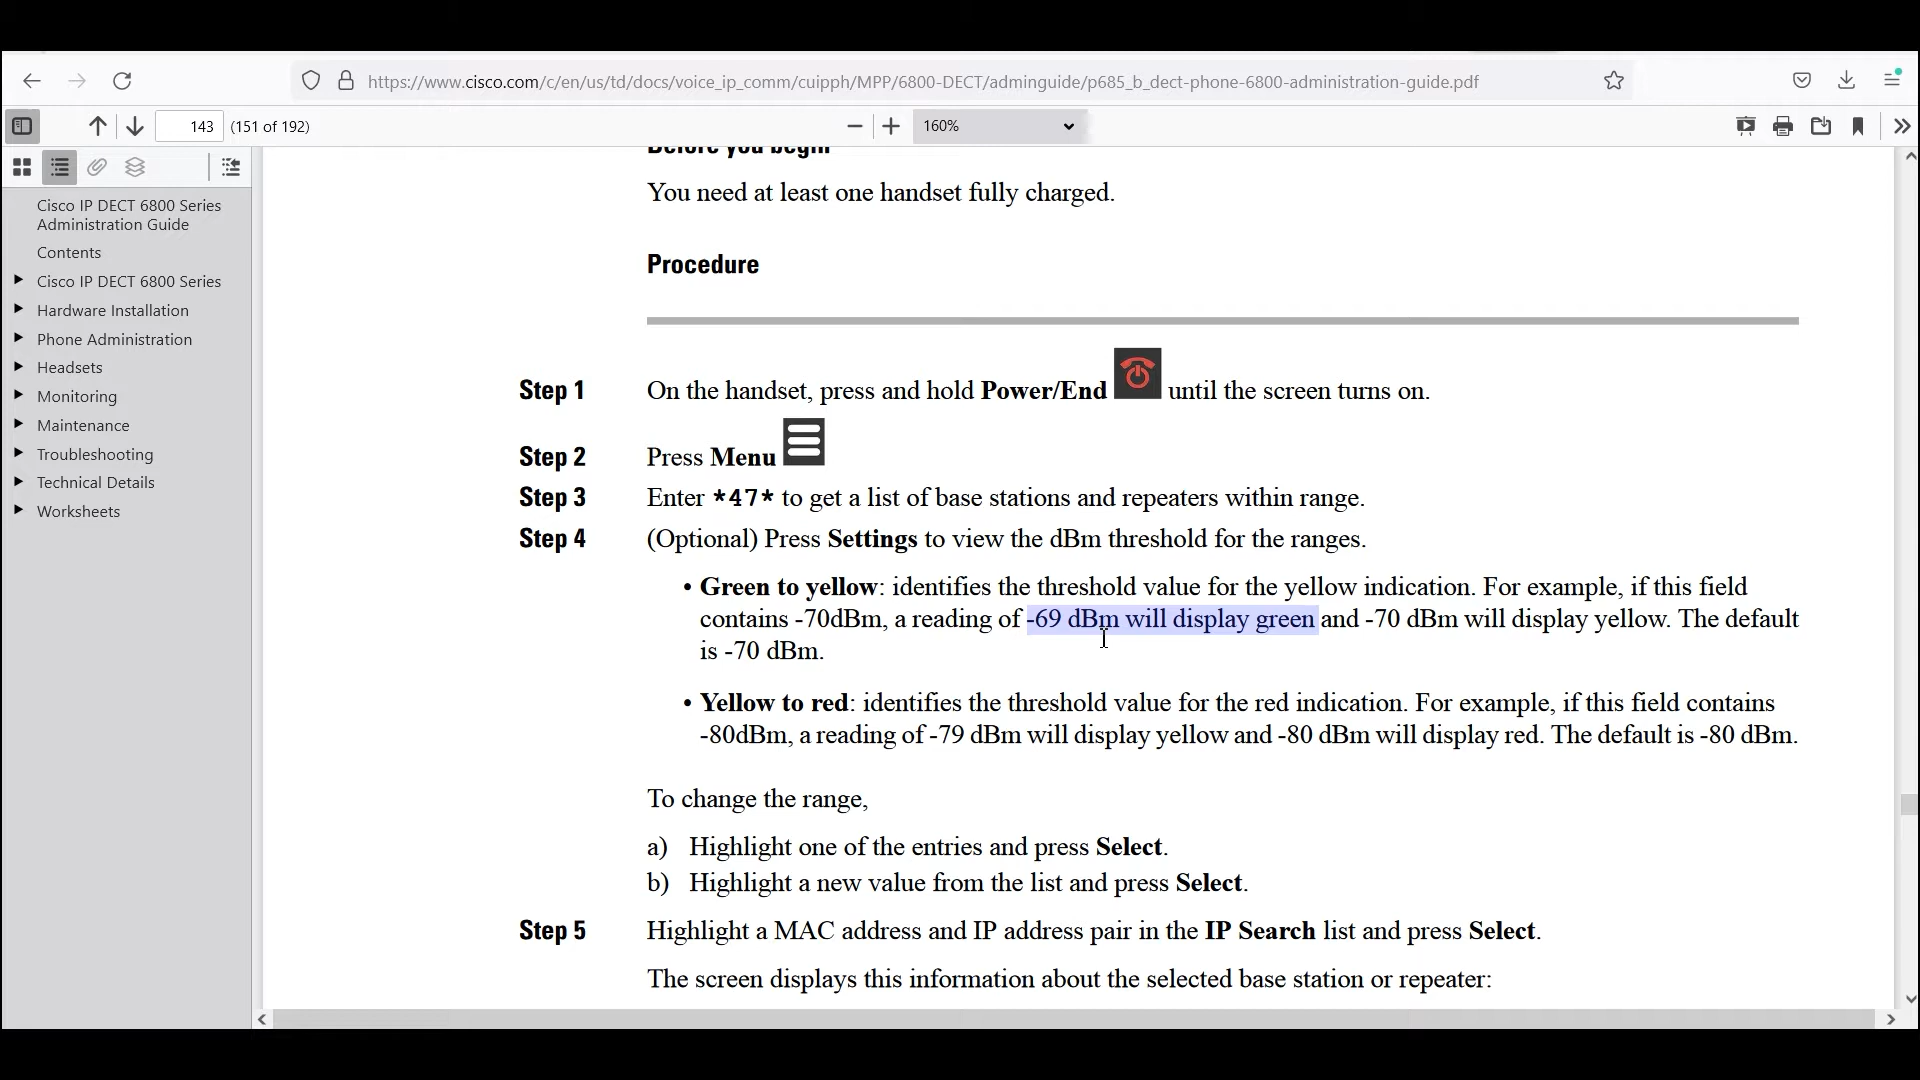 https://www.cisco.com/c/en/us/td/docs/voice_ip_comm/cuipph/MPP/6800-DECT/adminguide/p685_b_dect-phone-6800-administration-guide.pdf
143 (151 of 192)
160%
Cisco IP DECT 6800 Series
Administration Guide
Contents
Cisco IP DECT 6800 Series
Hardware Installation
Phone Administration
Headsets
Monitoring
Maintenance
Troubleshooting
Technical Details
Worksheets
Before you begin
You need at least one handset fully charged.
Procedure
Step 1 On the handset, press and hold Power/End until the screen turns on.
Step 2 Press Menu
Step 3 Enter *47* to get a list of base stations and repeaters within range.
Step 4 (Optional) Press Settings to view the dBm threshold for the ranges.
• Green to yellow: identifies the threshold value for the yellow indication. For example, if this field
contains -70dBm, a reading of -69 dBm will display green and -70 dBm will display yellow. The default
is -70 dBm.
• Yellow to red: identifies the threshold value for the red indication. For example, if this field contains
-80dBm, a reading of -79 dBm will display yellow and -80 dBm will display red. The default is -80 dBm.
To change the range,
a) Highlight one of the entries and press Select.
b) Highlight a new value from the list and press Select.
Step 5 Highlight a MAC address and IP address pair in the IP Search list and press Select.
The screen displays this information about the selected base station or repeater: